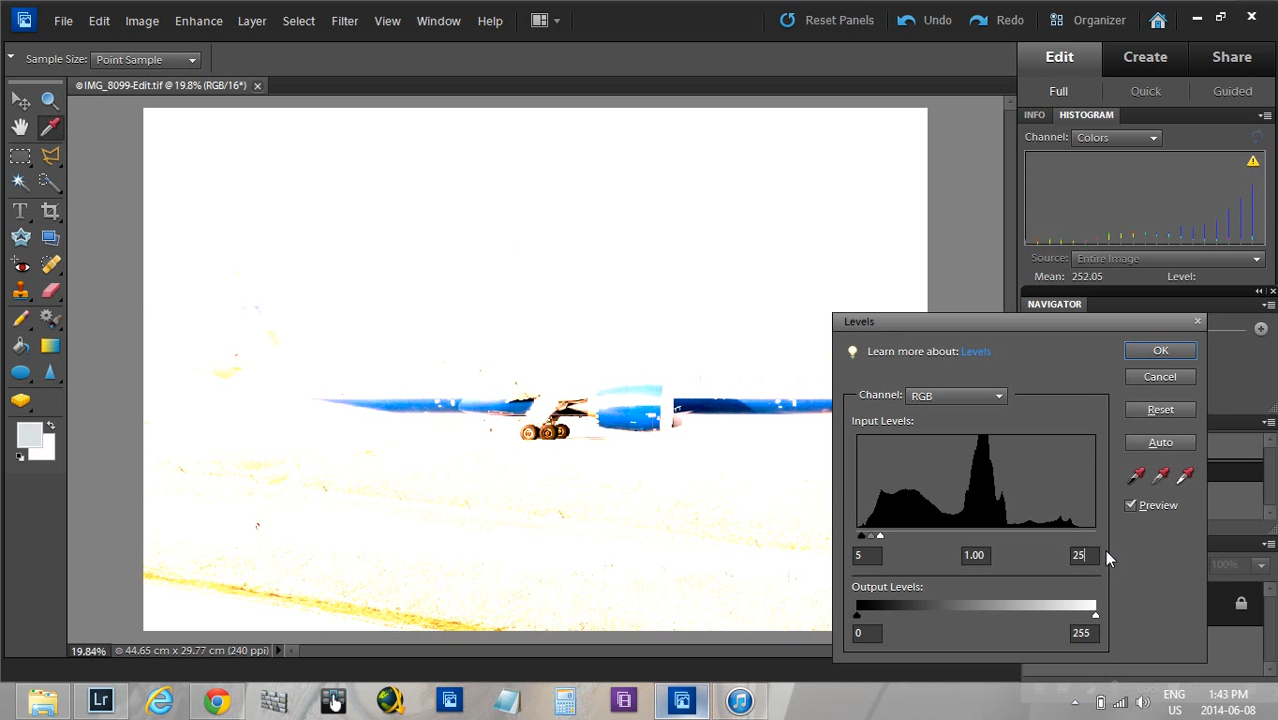 File Edit Image Enhance Layer Select Filter View Window Help Reset Panels Undo Redo Organizer
Sample Size: Point Sample
Edit Create Share
IMG_8099-Edit.tif @ 19.8% (RGB/16*)
Full Quick Guided
INFO HISTOGRAM
Channel: Colors
Source: Entire Image
Mean: 252.05 Level:
NAVIGATOR
Levels
Learn more about: Levels
OK
Cancel
Channel: RGB
Reset
Input Levels:
Auto
Preview
5 1.00 25
Output Levels:
100%
0 255
19.84% 44.65 cm x 29.77 cm (240 ppi)
T
Lr
ENG 1:43 PM
US 2014-06-08